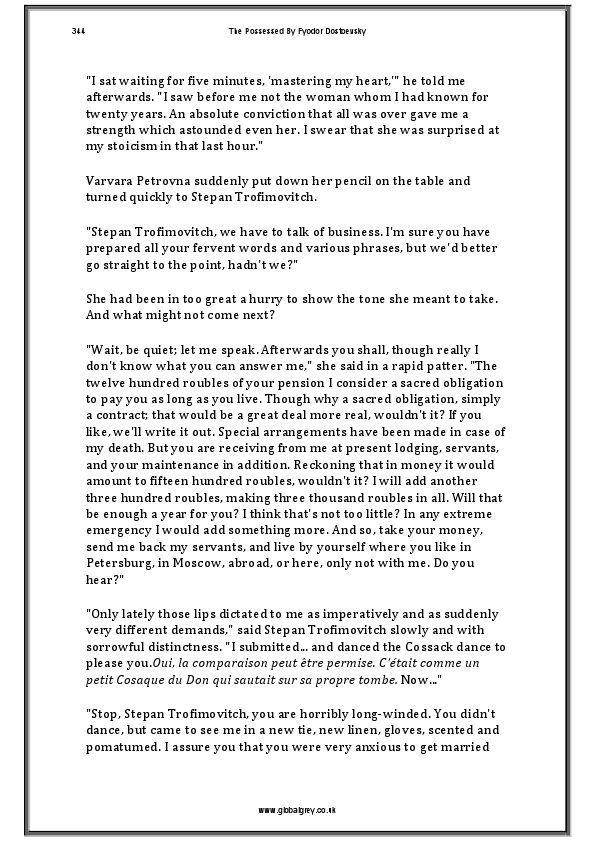 344
The Possessed By Fyodor Dostoevsky
"I sat waiting for five minutes, 'mastering my heart,'" he told me
afterwards. "I saw before me not the woman whom I had known for
twenty years. An absolute conviction that all was over gave me a
strength which astounded even her. I swear that she was surprised at
my stoicism in that last hour."
Varvara Petrovna suddenly put down her pencil on the table and
turned quickly to Stepan Trofimovitch.
"Stepan Trofimovitch, we have to talk of business. I'm sure you have
prepared all your fervent words and various phrases, but we'd better
go straight to the point, hadn't we?"
She had been in too great a hurry to show the tone she meant to take.
And what might not come next?
"Wait, be quiet; let me speak. Afterwards you shall, though really I
don't know what you can answer me," she said in a rapid patter. "The
twelve hundred roubles of your pension I consider a sacred obligation
to pay you as long as you live. Though why a sacred obligation, simply
a contract; that would be a great deal more real, wouldn't it? If you
like, we'll write it out. Special arrangements have been made in case of
my death. But you are receiving from me at present lodging, servants,
and your maintenance in addition. Reckoning that in money it would
amount to fifteen hundred roubles, wouldn't it? I will add another
three hundred roubles, making three thousand roubles in all. Will that
be enough a year for you? I think that's not too little? In any extreme
emergency I would add something more. And so, take your money,
send me back my servants, and live by yourself where you like in
Petersburg, in Moscow, abroad, or here, only not with me. Do you
hear?"
"Only lately those lips dictated to me as imperatively and as suddenly
very different demands," said Stepan Trofimovitch slowly and with
sorrowful distinctness. "I submitted... and danced the Cossack dance to
please you.Oui, la comparaison peut être permise. C'était comme un
petit Cosaque du Don qui sautait sur sa propre tombe. Now..."
"Stop, Stepan Trofimovitch, you are horribly long-winded. You didn't
dance, but came to see me in a new tie, new linen, gloves, scented and
pomatumed. I assure you that you were very anxious to get married
www.globalgrey.co.uk